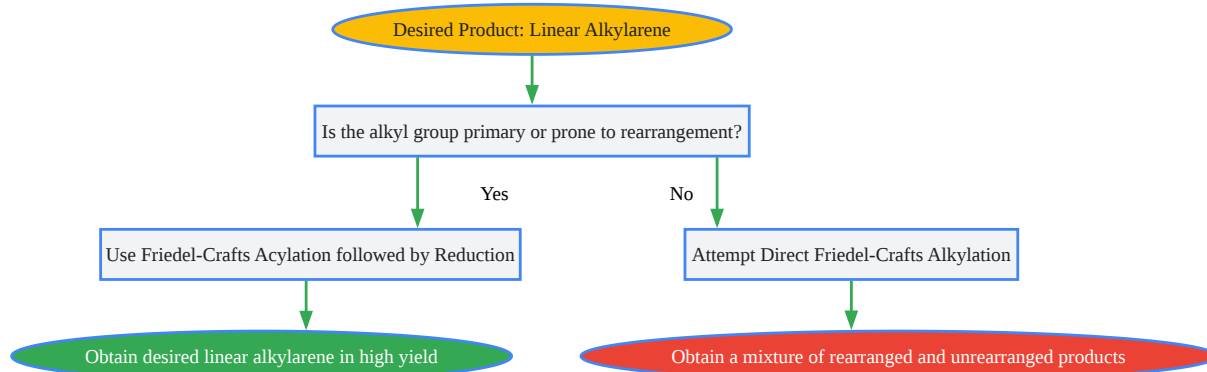 Desired Product: Linear Alkylarene
Is the alkyl group primary or prone to rearrangement?
Yes
No
Use Friedel-Crafts Acylation followed by Reduction
Attempt Direct Friedel-Crafts Alkylation
Obtain desired linear alkylarene in high yield
Obtain a mixture of rearranged and unrearranged products